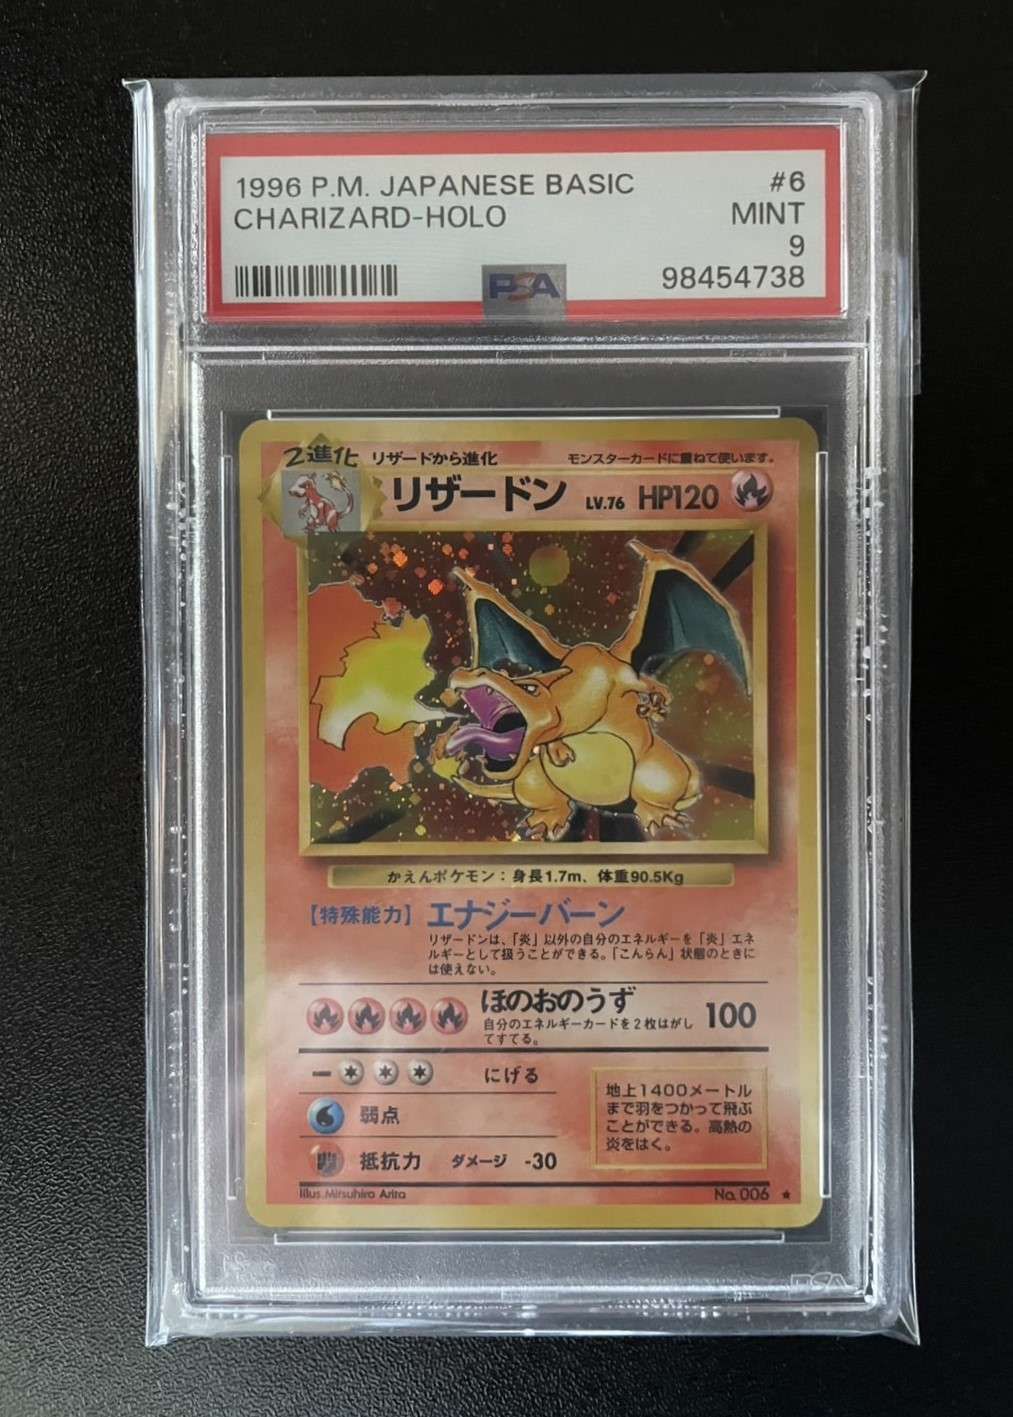 1996 P.M. JAPANESE BASIC #6
CHARIZARD-HOLO MINT
9
98454738
PSA
2進化 リザードから進化 モンスターカードに重ねて使います。
リザードン LV.76 HP120
かえんポケモン：身長1.7m、体重90.5Kg
【特殊能力】 エナジーバーン
リザードンは、「炎」以外の自分のエネルギーを「炎」エネ
ルギーとして扱うことができる。「こんらん」状態のときに
は使えない。
ほのおのうず 100
自分のエネルギーカードを2枚はがし
てすてる。
にげる
弱点
抵抗力 ダメージ -30
地上1400メートル
まで羽をつかって飛ぶ
ことができる。高熱の
炎をはく。
Illus. Mitsuhiro Arita No. 006 ★
PSA